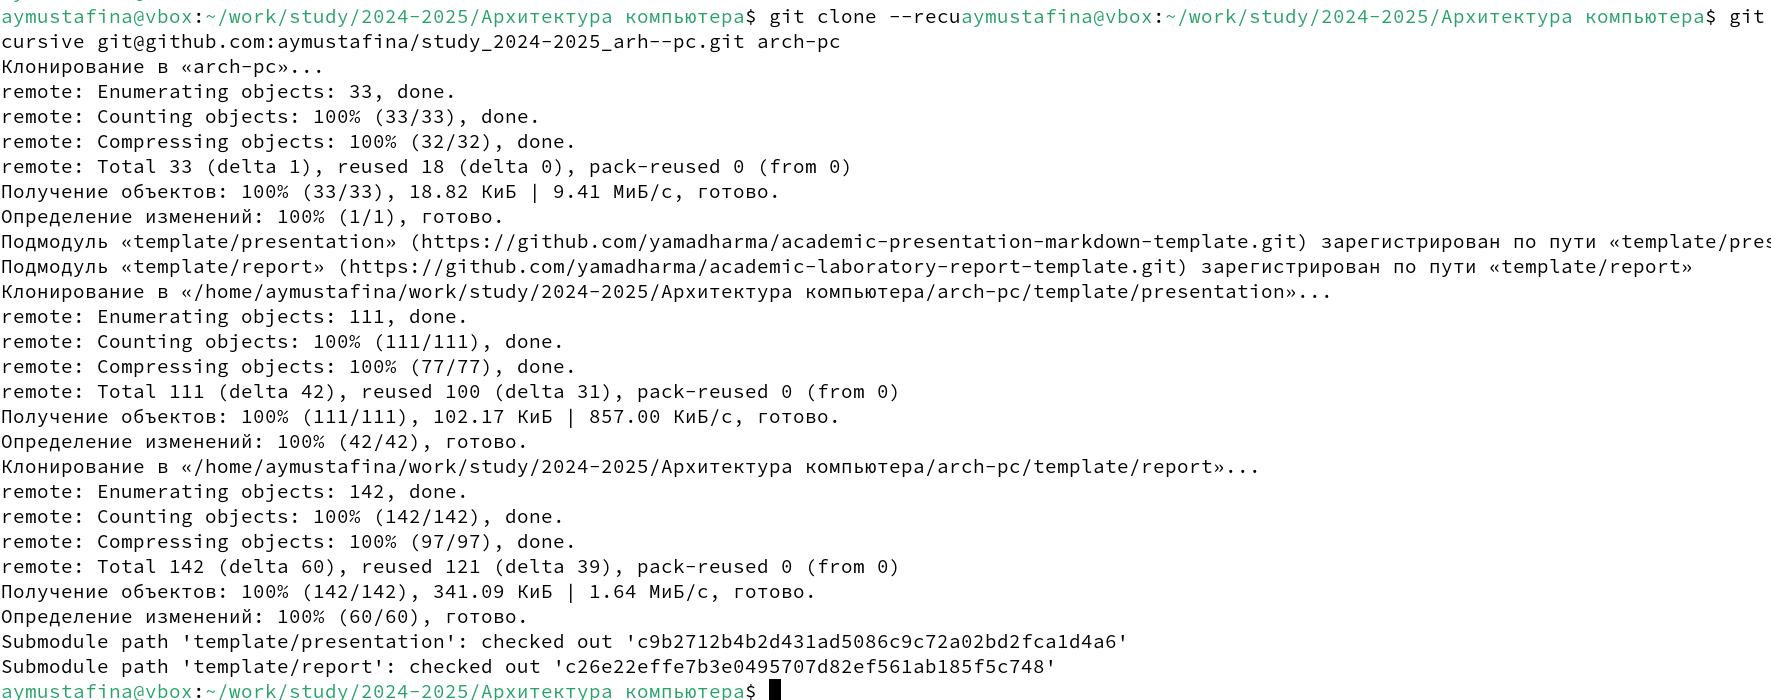 aymustafina@vbox:~/work/study/2024-2025/Архитектура компьютера$ git clone --recuaymustafina@vbox:~/work/study/2024-2025/Архитектура компьютера$ git
cursive git@github.com:aymustafina/study_2024-2025_arh--pc.git arch-pc
Клонирование в «arch-pc»...
remote: Enumerating objects: 33, done.
remote: Counting objects: 100% (33/33), done.
remote: Compressing objects: 100% (32/32), done.
remote: Total 33 (delta 1), reused 18 (delta 0), pack-reused 0 (from 0)
Получение объектов: 100% (33/33), 18.82 КиБ | 9.41 МиБ/с, готово.
Определение изменений: 100% (1/1), готово.
Подмодуль «template/presentation» (https://github.com/yamadharma/academic-presentation-markdown-template.git) зарегистрирован по пути «template/pres
Подмодуль «template/report» (https://github.com/yamadharma/academic-laboratory-report-template.git) зарегистрирован по пути «template/report»
Клонирование в «/home/aymustafina/work/study/2024-2025/Архитектура компьютера/arch-pc/template/presentation»...
remote: Enumerating objects: 111, done.
remote: Counting objects: 100% (111/111), done.
remote: Compressing objects: 100% (77/77), done.
remote: Total 111 (delta 42), reused 100 (delta 31), pack-reused 0 (from 0)
Получение объектов: 100% (111/111), 102.17 КиБ | 857.00 КиБ/с, готово.
Определение изменений: 100% (42/42), готово.
Клонирование в «/home/aymustafina/work/study/2024-2025/Архитектура компьютера/arch-pc/template/report»...
remote: Enumerating objects: 142, done.
remote: Counting objects: 100% (142/142), done.
remote: Compressing objects: 100% (97/97), done.
remote: Total 142 (delta 60), reused 121 (delta 39), pack-reused 0 (from 0)
Получение объектов: 100% (142/142), 341.09 КиБ | 1.64 МиБ/с, готово.
Определение изменений: 100% (60/60), готово.
Submodule path 'template/presentation': checked out 'c9b2712b4b2d431ad5086c9c72a02bd2fca1d4a6'
Submodule path 'template/report': checked out 'c26e22effe7b3e0495707d82ef561ab185f5c748'
aymustafina@vbox:~/work/study/2024-2025/Архитектура компьютера$